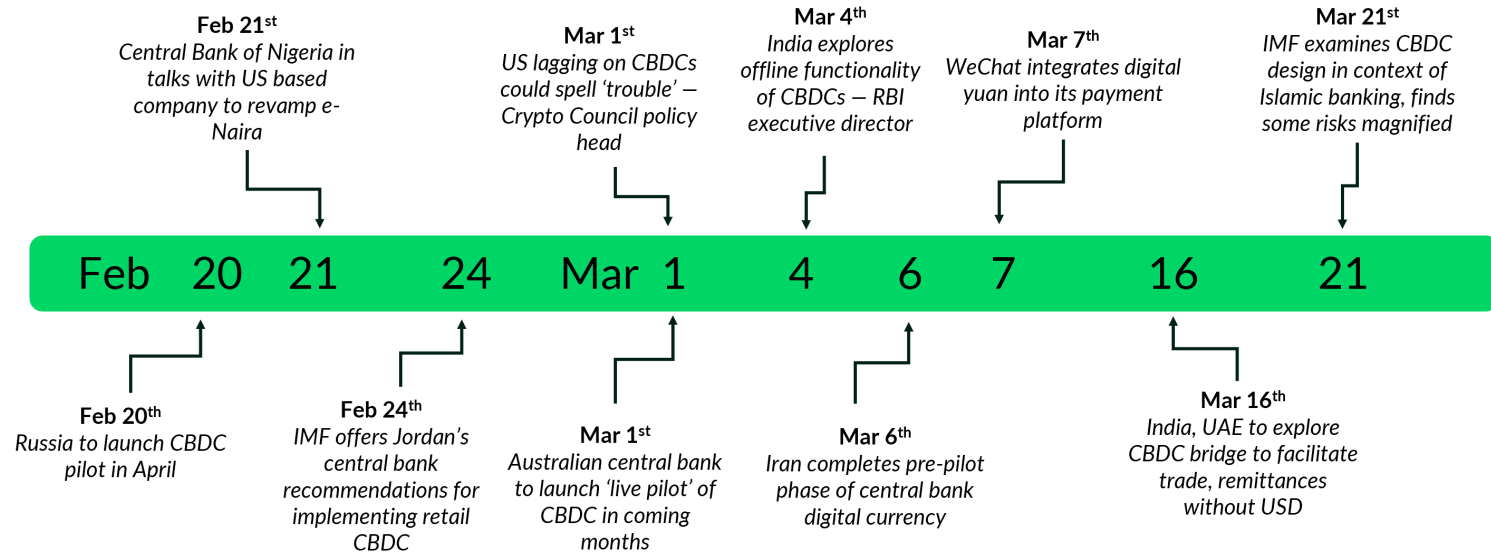 Feb 21st
Central Bank of Nigeria in
talks with US based
company to revamp e-
Naira
Mar 1st
US lagging on CBDCs
could spell ‘trouble’ —
Crypto Council policy
head
Mar 4th
India explores
offline functionality
of CBDCs — RBI
executive director
Mar 7th
WeChat integrates digital
yuan into its payment
platform
Mar 21st
IMF examines CBDC
design in context of
Islamic banking, finds
some risks magnified
Feb 20 21 24 Mar 1 4 6 7 16 21
Feb 20th
Russia to launch CBDC
pilot in April
Feb 24th
IMF offers Jordan’s
central bank
recommendations for
implementing retail
CBDC
Mar 1st
Australian central bank
to launch ‘live pilot’ of
CBDC in coming
months
Mar 6th
Iran completes pre-pilot
phase of central bank
digital currency
Mar 16th
India, UAE to explore
CBDC bridge to facilitate
trade, remittances
without USD